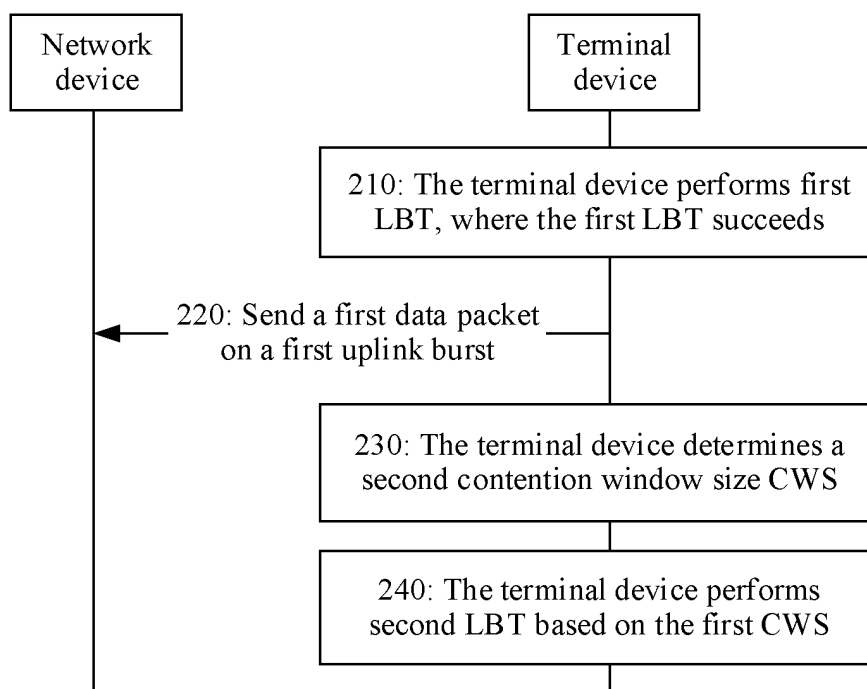 Network
device
Terminal
device
210: The terminal device performs first
LBT, where the first LBT succeeds
220: Send a first data packet
on a first uplink burst
230: The terminal device determines a
second contention window size CWS
240: The terminal device performs
second LBT based on the first CWS